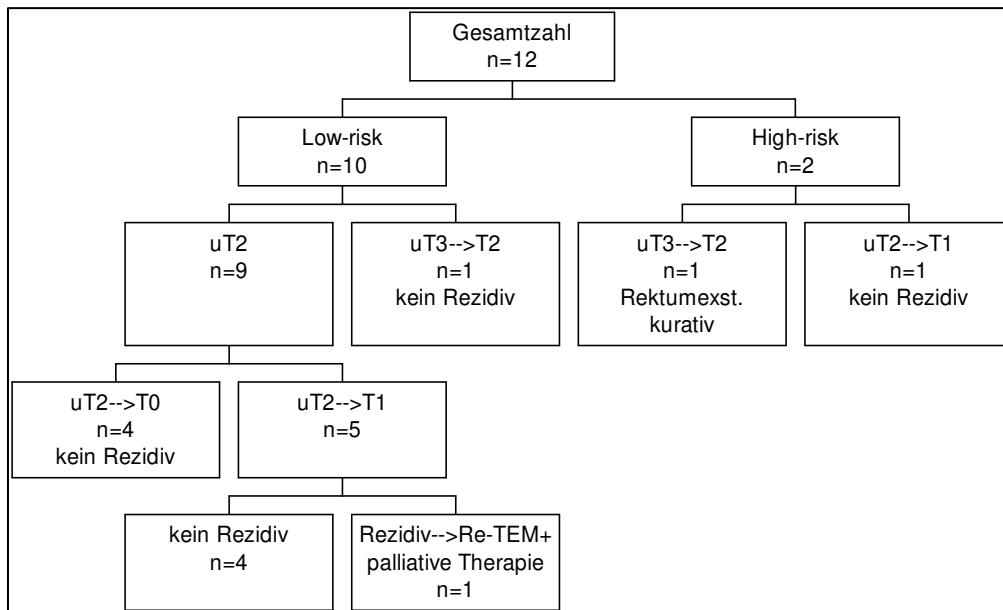 Gesamtzahl
n=12
Low-risk
n=10
High-risk
n=2
uT2
n=9
uT3-->T2
n=1
kein Rezidiv
uT3-->T2
n=1
Rektumexst.
kurativ
uT2-->T1
n=1
kein Rezidiv
uT2-->T0
n=4
kein Rezidiv
uT2-->T1
n=5
kein Rezidiv
n=4
Rezidiv-->Re-TEM+
palliative Therapie
n=1